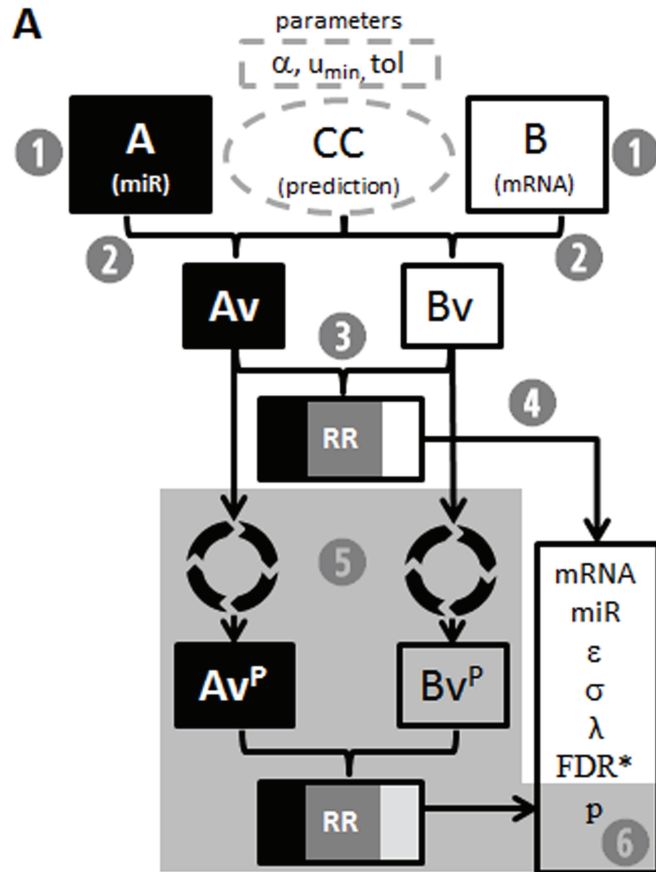 A
parameters
α, umin, tol
1
A
(miR)
CC
(prediction)
B
(mRNA)
1
2
2
Av
Bv
3
4
RR
5
mRNA
miR
ε
σ
λ
FDR*
p
6
AvP
BvP
RR